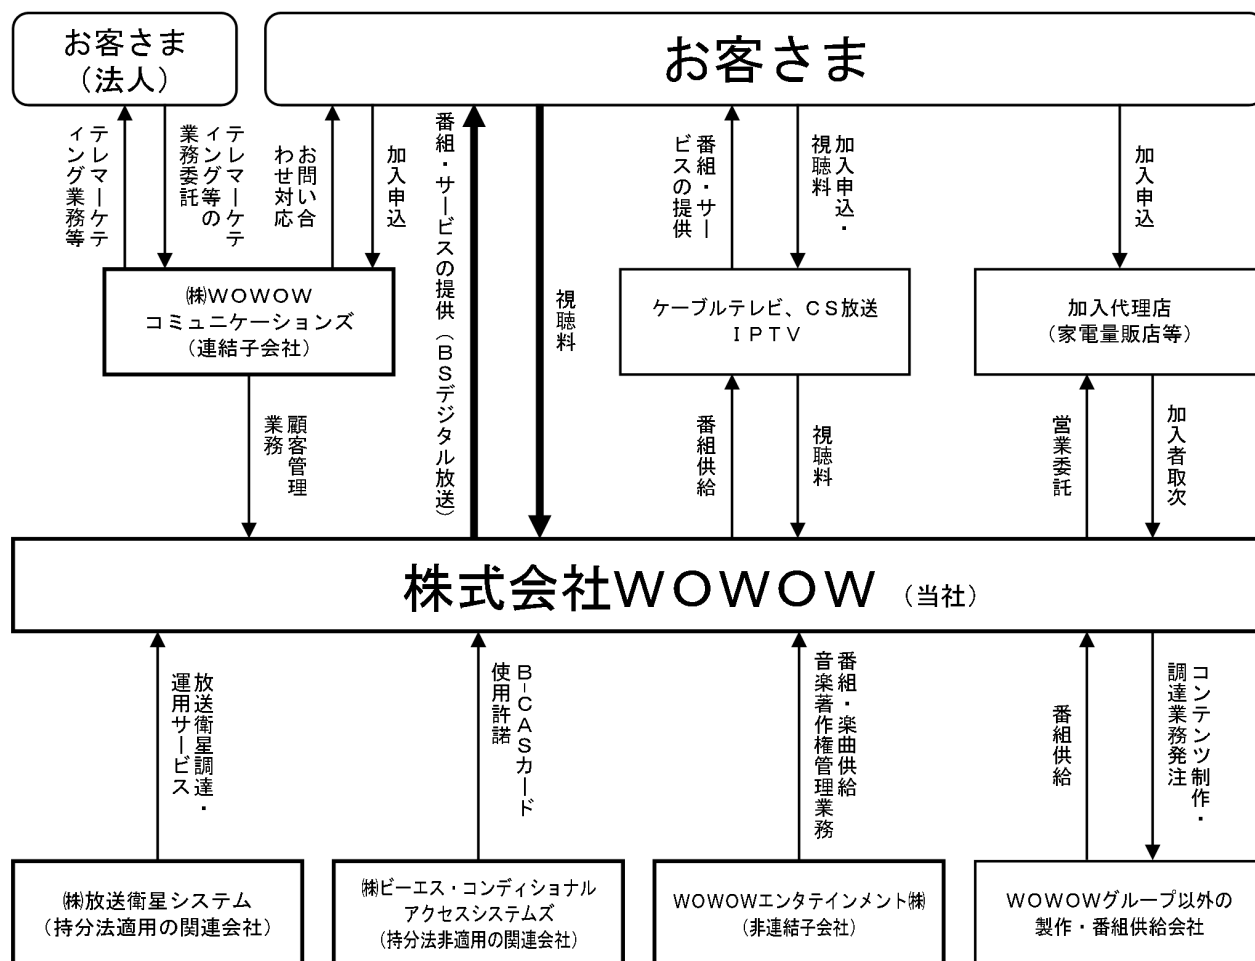 お客さま
(法人)
お客さま
テレマーケテ
ィング業務等
テレマーケテ
ィング等の
業務委託
お問い合
わせ対応
加入申込
番組・サービスの提供(BSデジタル放送)
視聴料
番組・サー
ビスの提供
加入申込・
視聴料
加入申込
㈱WOWOW
コミュニケーションズ
(連結子会社)
ケーブルテレビ、CS放送
IPTV
加入代理店
(家電量販店等)
顧客管理
業務
番組供給
視聴料
営業委託
加入者取次
株式会社WOWOW (当社)
放送衛星調達・
運用サービス
B-CASカード
使用許諾
番組・楽曲供給
音楽著作権管理業務
番組供給
コンテンツ制作・
調達業務発注
㈱放送衛星システム
(持分法適用の関連会社)
㈱ビーエス・コンディショナル
アクセスシステムズ
(持分法非適用の関連会社)
WOWOWエンタテインメント㈱
(非連結子会社)
WOWOWグループ以外の
製作・番組供給会社